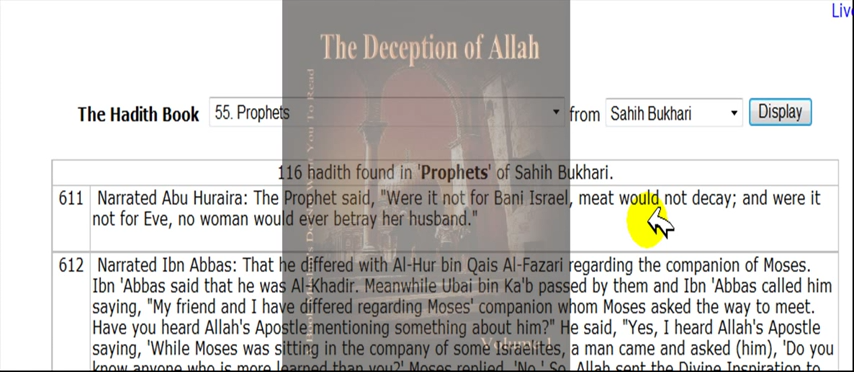 Liv
The Deception of Allah
The Hadith Book 55. Prophets from Sahih Bukhari Display
116 hadith found in 'Prophets' of Sahih Bukhari.
611 Narrated Abu Huraira: The Prophet said, "Were it not for Bani Israel, meat would not decay; and were it
not for Eve, no woman would ever betray her husband."
612 Narrated Ibn Abbas: That he differed with Al-Hur bin Qais Al-Fazari regarding the companion of Moses.
Ibn 'Abbas said that he was Al-Khadir. Meanwhile Ubai bin Ka'b passed by them and Ibn 'Abbas called him
saying, "My friend and I have differed regarding Moses' companion whom Moses asked the way to meet.
Have you heard Allah's Apostle mentioning something about him?" He said, "Yes, I heard Allah's Apostle
saying, 'While Moses was sitting in the company of some Israelites, a man came and asked (him), 'Do you
know anyone who is more learned than you?' Moses replied, 'No.' So, Allah sent the Divine Inspiration to
Volume I
You To Read